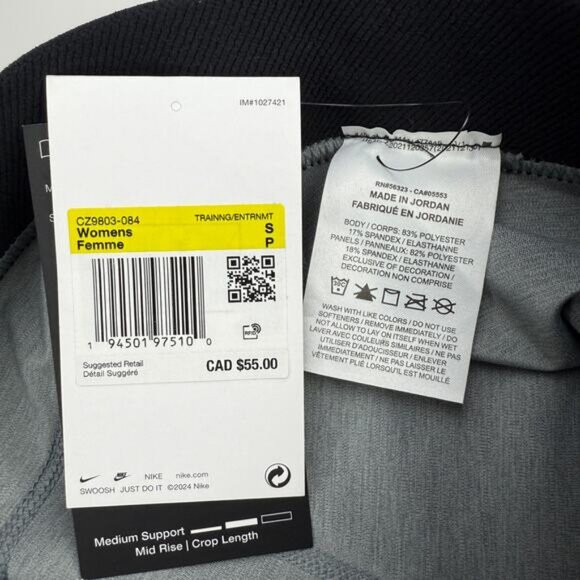 IM#1027421
CZ9803-084 TRAINNG/ENTRNMT
Womens S
Femme P
1 94501 97510 0
RFID
Suggested Retail
Détail Suggéré CAD $55.00
NIKE nike.com
SWOOSH JUST DO IT ©2024 Nike
Medium Support
Mid Rise | Crop Length
RN#56323 - CA#05553
MADE IN JORDAN
FABRIQUÉ EN JORDANIE
BODY / CORPS: 83% POLYESTER
17% SPANDEX / ELASTHANNE
PANELS / PANNEAUX: 82% POLYESTER
18% SPANDEX / ELASTHANNE
EXCLUSIVE OF DECORATION /
DÉCORATION NON COMPRISE
WASH WITH LIKE COLORS / DO NOT USE
SOFTENERS / REMOVE IMMEDIATELY / DO
NOT ALLOW TO LAY ON ITSELF WHEN WET
LAVER AVEC COULEURS SIMILAIRES / NE PAS
UTILISER D'ADOUCISSEUR / ENLEVER
IMMÉDIATEMENT / NE PAS LAISSER LE
VÊTEMENT PLIÉ LORSQU'IL EST MOUILLÉ